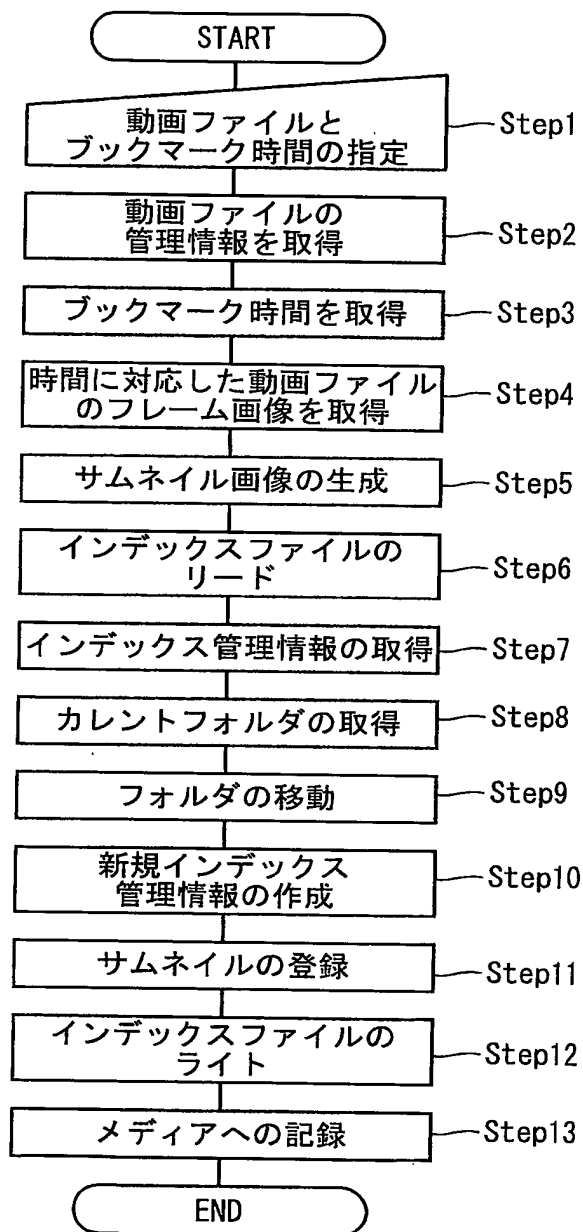 START
動画ファイルと
ブックマーク時間の指定
Step1
動画ファイルの
管理情報を取得
Step2
ブックマーク時間を取得
Step3
時間に対応した動画ファイル
のフレーム画像を取得
Step4
サムネイル画像の生成
Step5
インデックスファイルの
リード
Step6
インデックス管理情報の取得
Step7
カレントフォルダの取得
Step8
フォルダの移動
Step9
新規インデックス
管理情報の作成
Step10
サムネイルの登録
Step11
インデックスファイルの
ライト
Step12
メディアへの記録
Step13
END